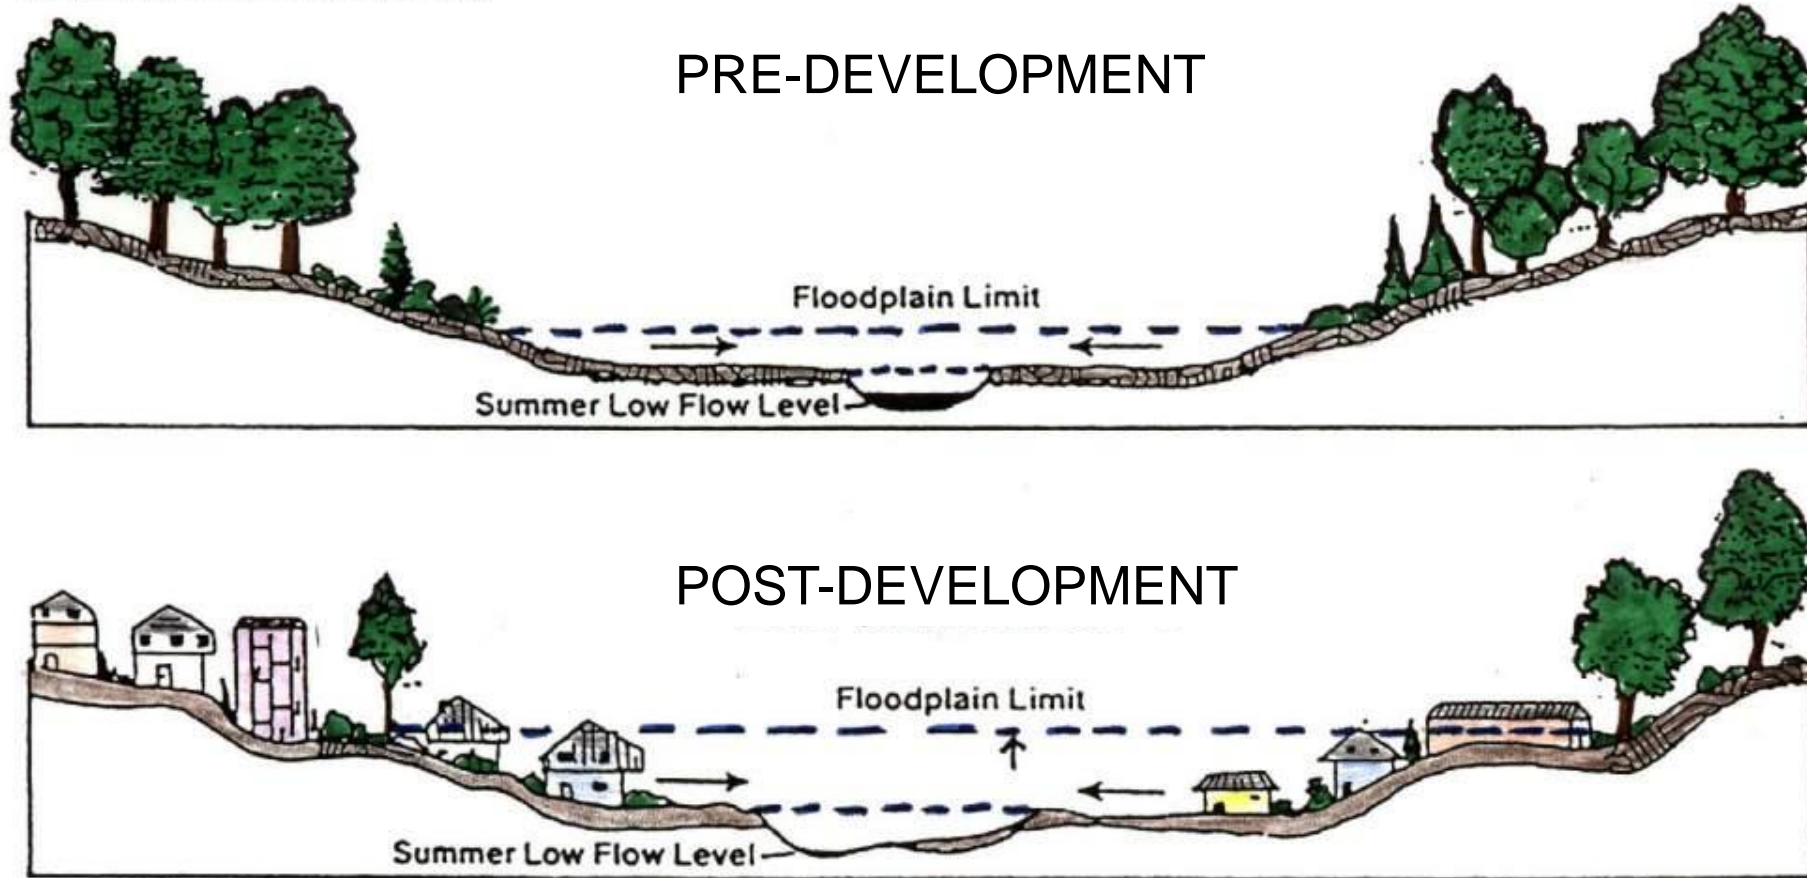 PRE-DEVELOPMENT
Floodplain Limit
Summer Low Flow Level
POST-DEVELOPMENT
Floodplain Limit
Summer Low Flow Level